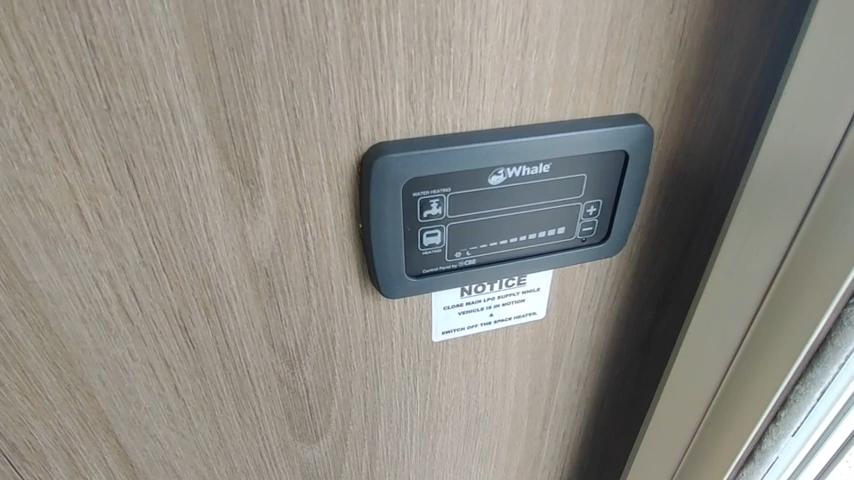 Whale®
WATER HEATING
HEATING
Control Panel by CBE
NOTICE
CLOSE MAIN LPG SUPPLY WHILE
VEHICLE IS IN MOTION
&
SWITCH OFF THE SPACE HEATER.